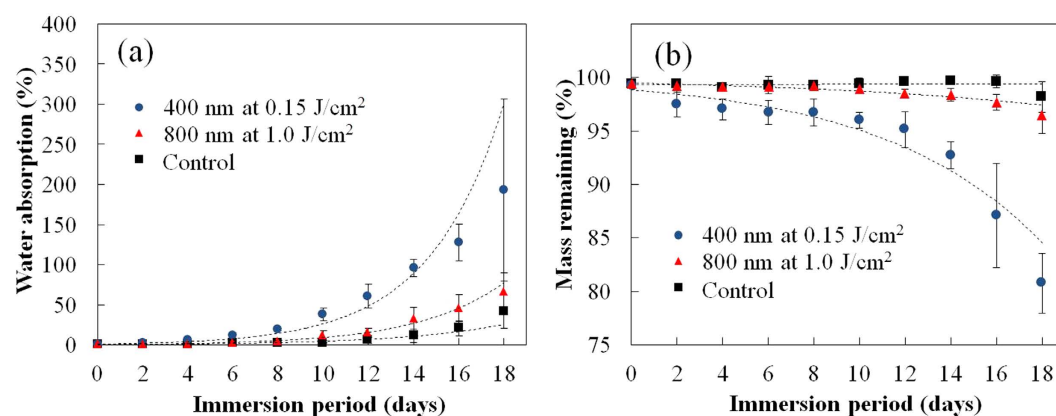 (a)
Water absorption (%)
400
350
300
250
200
150
100
50
0
400 nm at 0.15 J/cm²
800 nm at 1.0 J/cm²
Control
0 2 4 6 8 10 12 14 16 18
Immersion period (days)
(b)
Mass remaining (%)
100
95
90
85
80
75
400 nm at 0.15 J/cm²
800 nm at 1.0 J/cm²
Control
0 2 4 6 8 10 12 14 16 18
Immersion period (days)